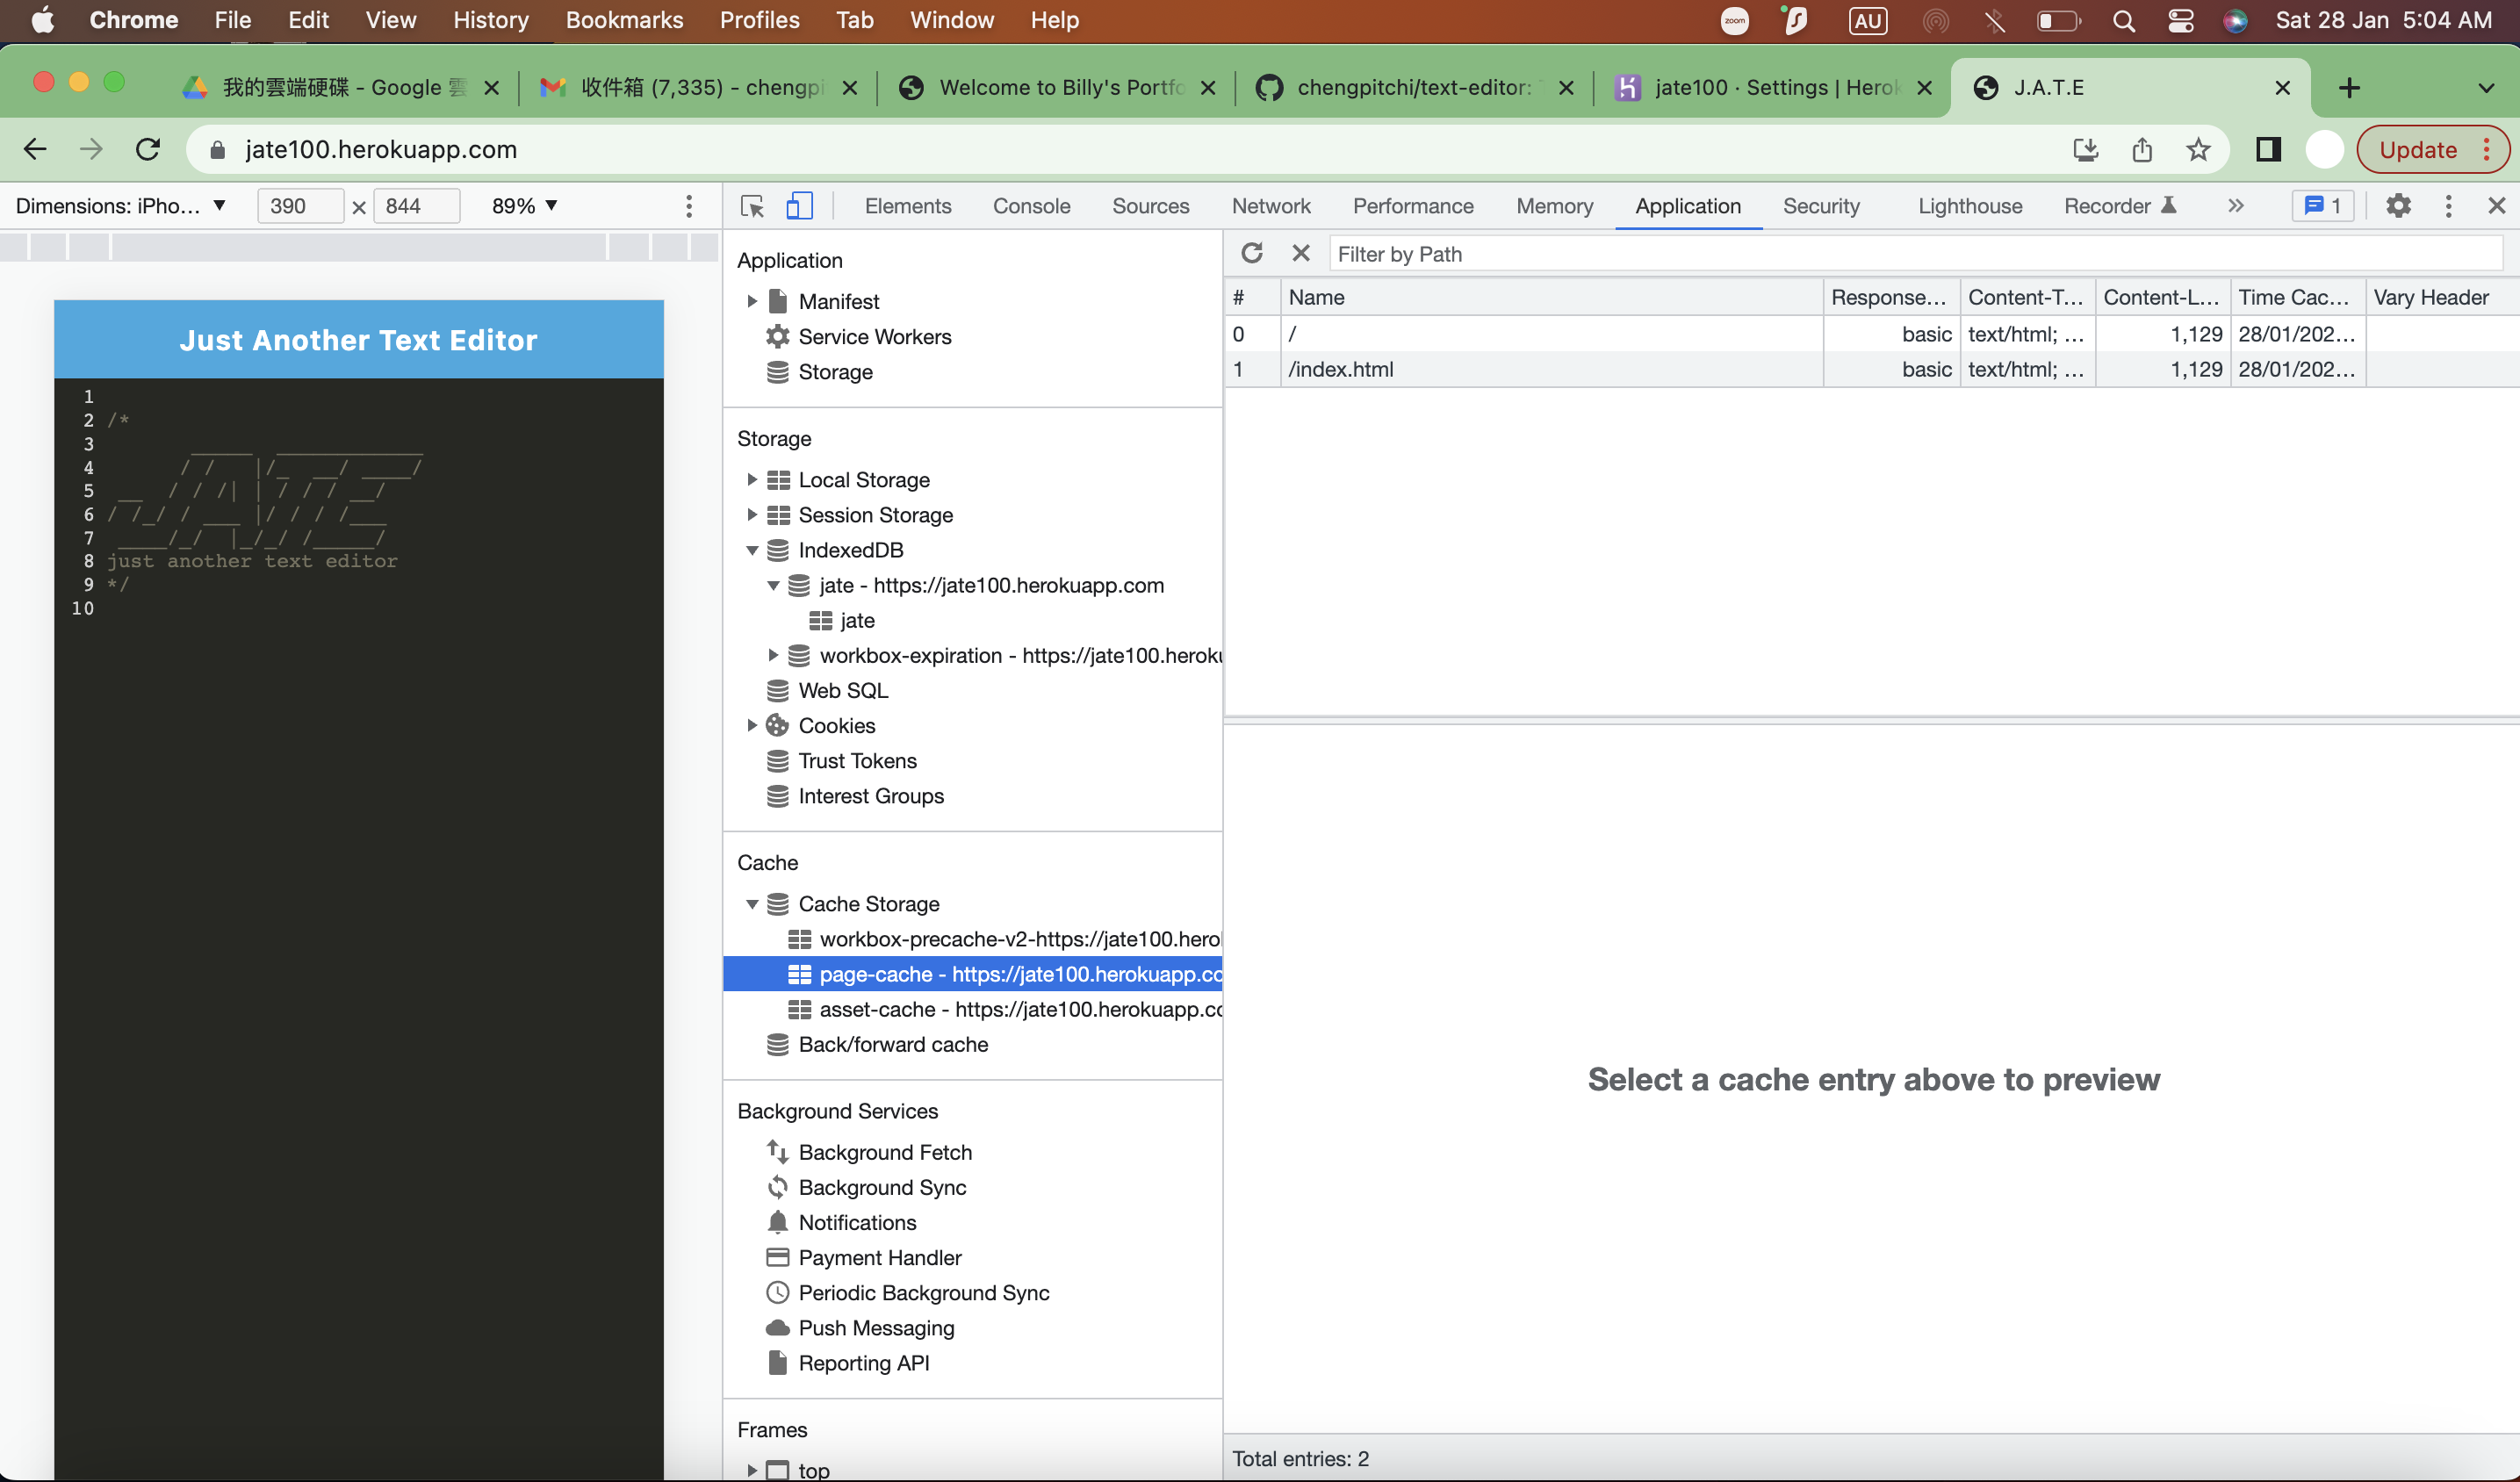 Chrome File Edit View History Bookmarks Profiles Tab Window Help zoom AU Sat 28 Jan 5:04 AM
我的雲端硬碟 - Google 雲 收件箱 (7,335) - chengpi Welcome to Billy's Portfo chengpitchi/text-editor: jate100 · Settings | Herok J.A.T.E
jate100.herokuapp.com Update
Dimensions: iPho... 390 × 844 89% Elements Console Sources Network Performance Memory Application Security Lighthouse Recorder 1
Just Another Text Editor
1
2 /*
3
4
5
6
7
8 just another text editor
9 */
10
Application
Manifest
Service Workers
Storage
Storage
Local Storage
Session Storage
IndexedDB
jate - https://jate100.herokuapp.com
jate
workbox-expiration - https://jate100.heroku
Web SQL
Cookies
Trust Tokens
Interest Groups
Cache
Cache Storage
workbox-precache-v2-https://jate100.hero
page-cache - https://jate100.herokuapp.co
asset-cache - https://jate100.herokuapp.co
Back/forward cache
Background Services
Background Fetch
Background Sync
Notifications
Payment Handler
Periodic Background Sync
Push Messaging
Reporting API
Frames
top
Filter by Path
# Name Response... Content-T... Content-L... Time Cac... Vary Header
0 / basic text/html; ... 1,129 28/01/202...
1 /index.html basic text/html; ... 1,129 28/01/202...
Select a cache entry above to preview
Total entries: 2